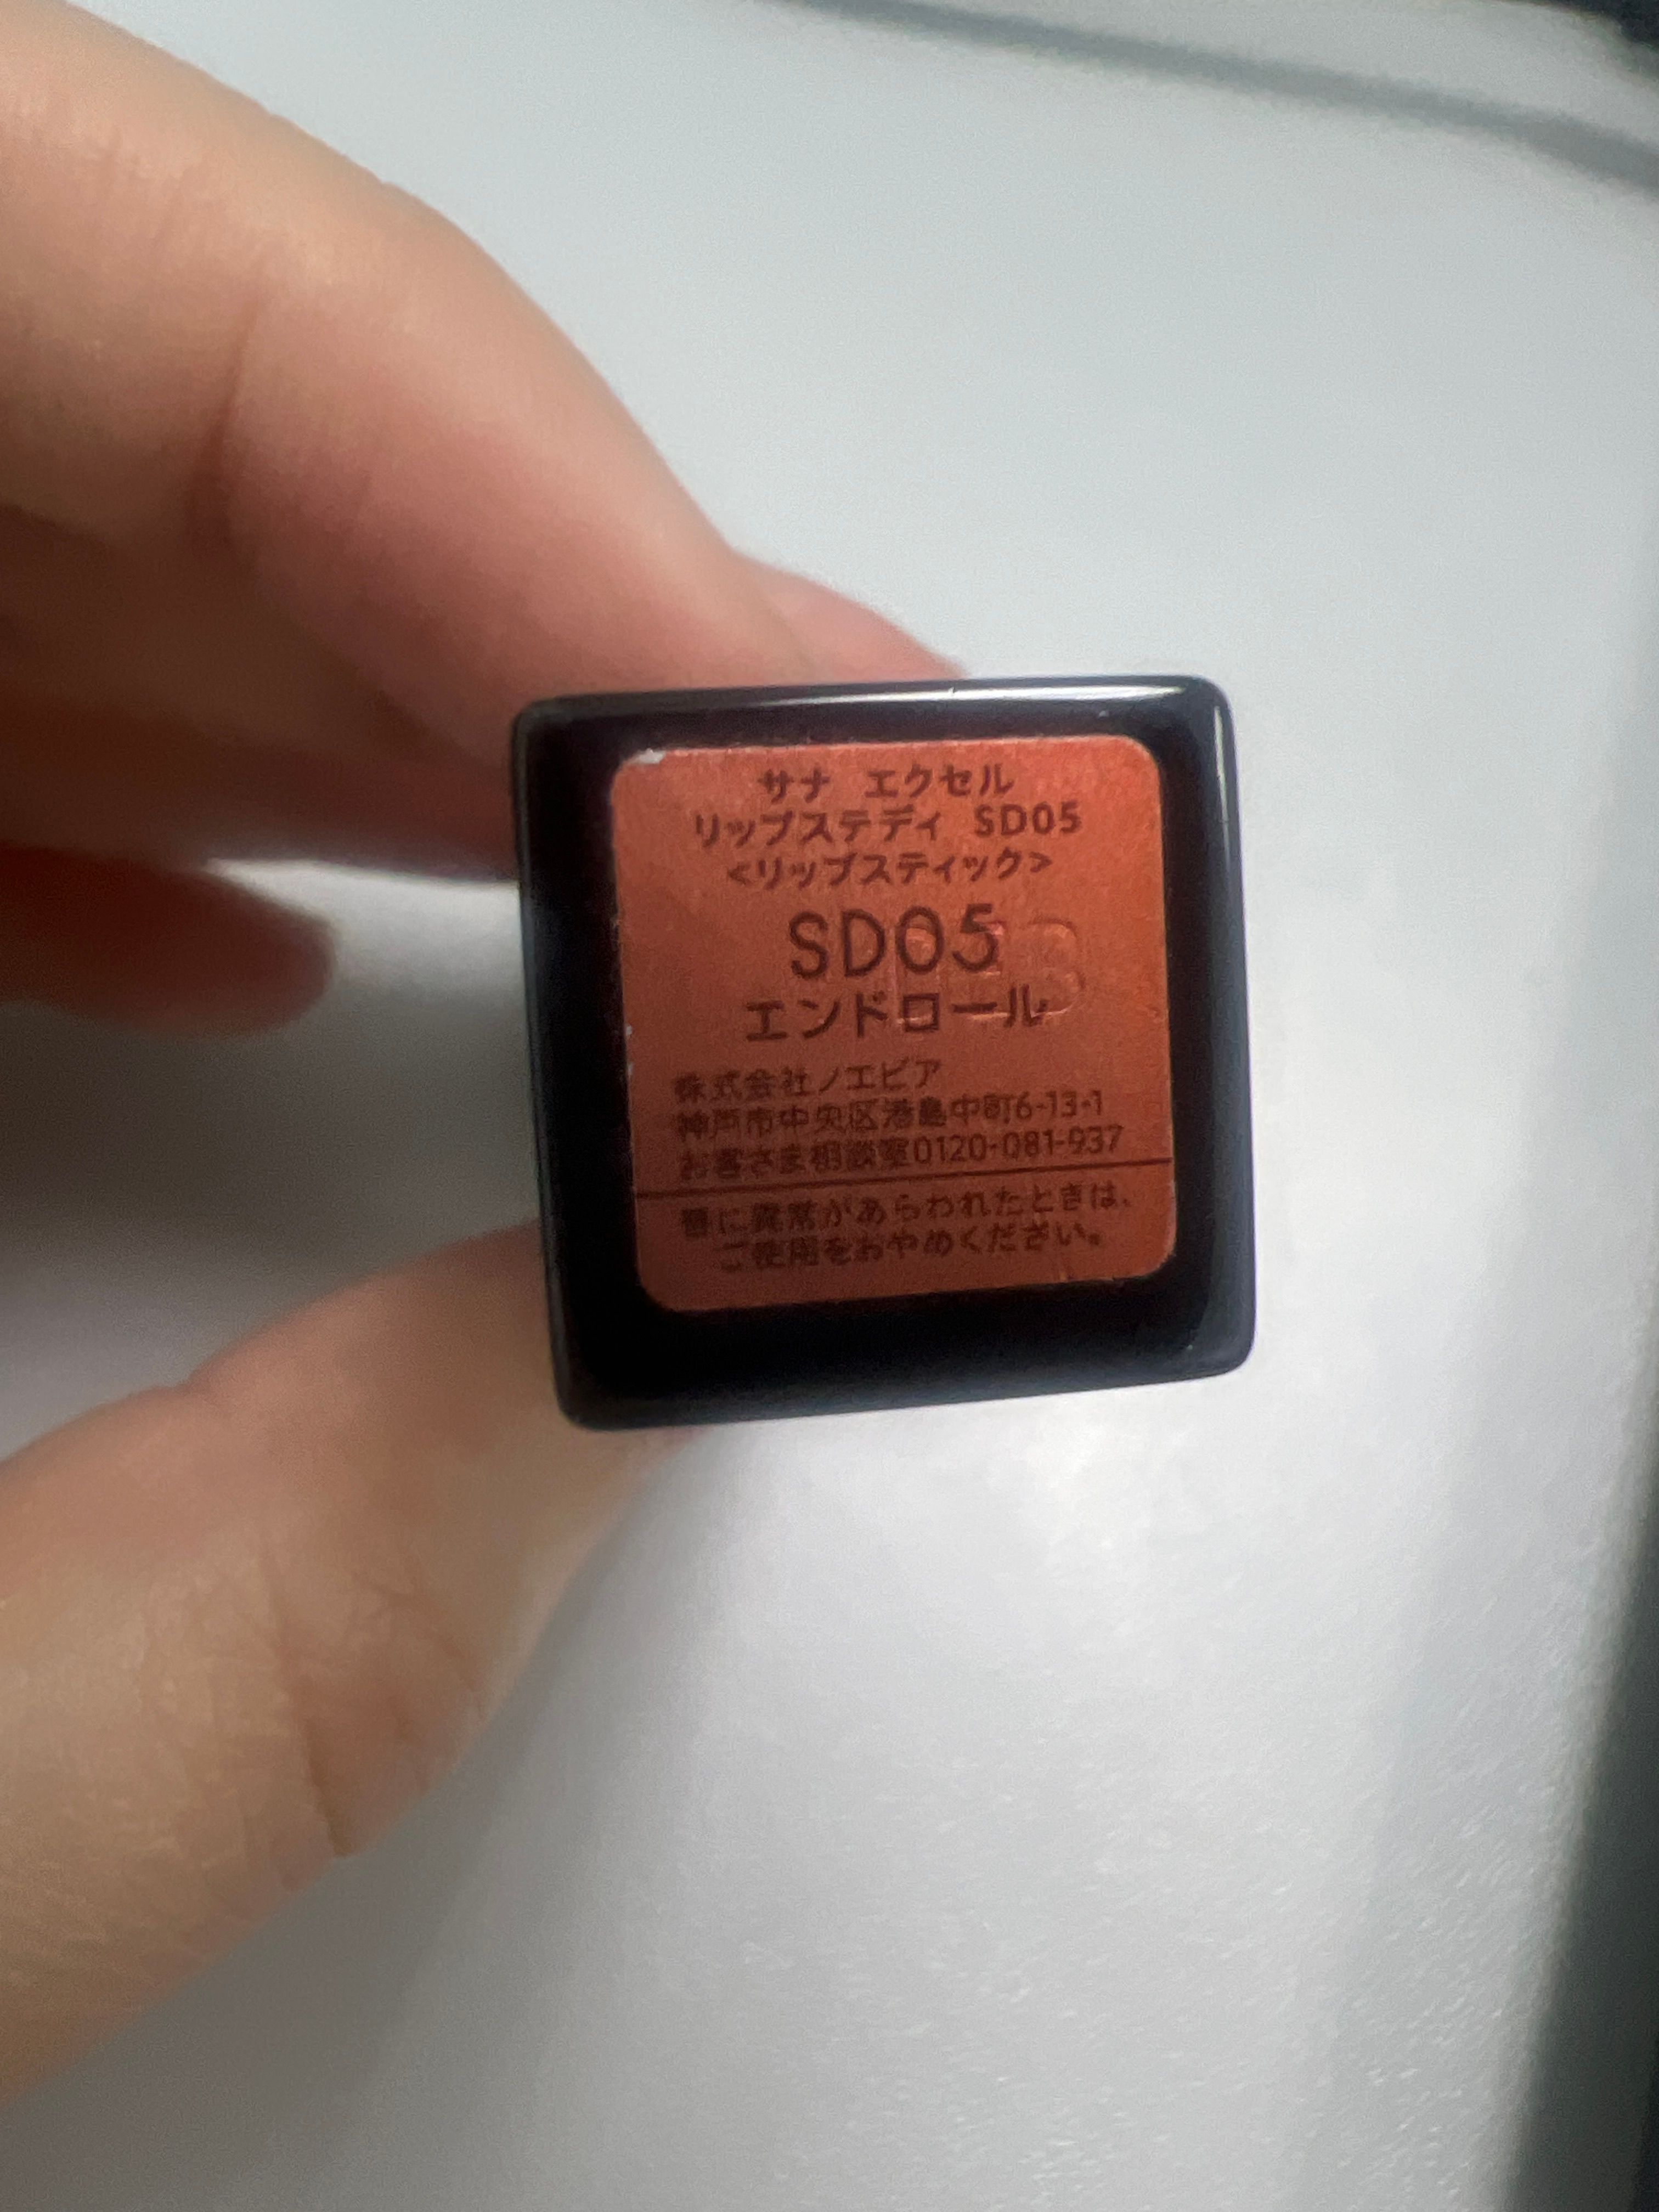 サナ エクセル
リップステディ SD05
<リップスティック>
SD05
エンドロール
株式会社ノエビア
神戸市中央区港島中町6-13-1
お客さま相談室0120-081-937
唇に異常があらわれたときは、
ご使用をおやめください。